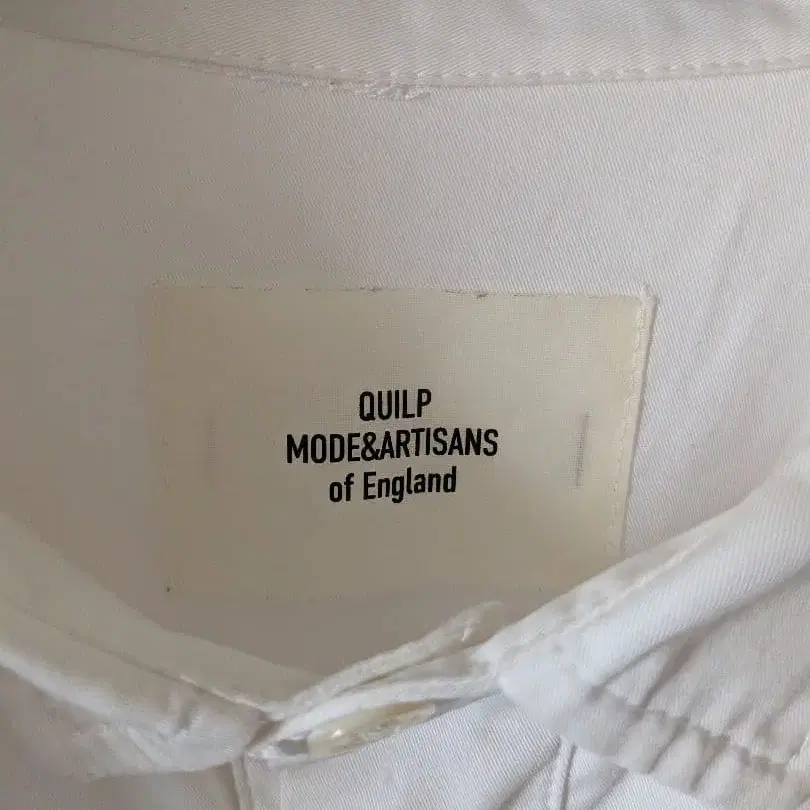 QUILP
MODE&ARTISANS
of England